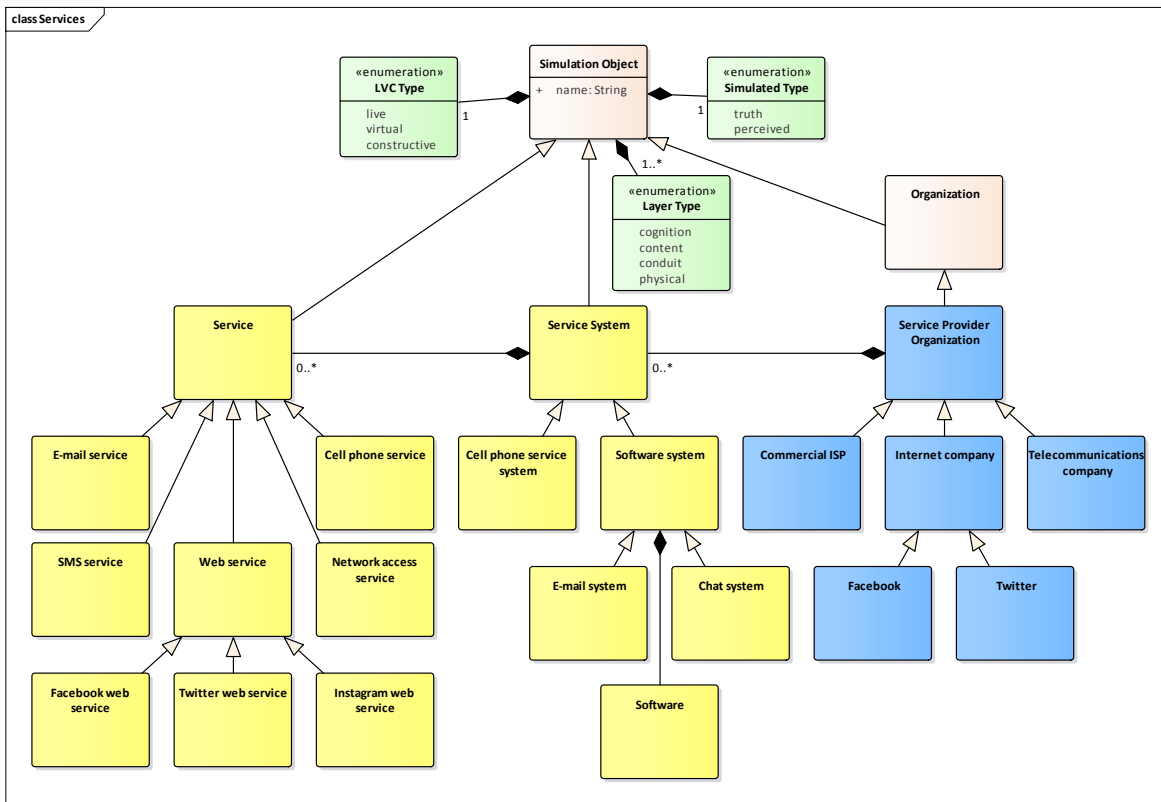 class Services
«enumeration»
LVC Type
live
virtual
constructive
1
Simulation Object
+ name: String
«enumeration»
Simulated Type
truth
perceived
1
1..*
«enumeration»
Layer Type
cognition
content
conduit
physical
Organization
Service
0..*
Service System
0..*
Service Provider
Organization
E-mail service
Cell phone service
Cell phone service
system
Software system
Commercial ISP
Internet company
Telecommunications
company
SMS service
Web service
Network access
service
E-mail system
Chat system
Facebook
Twitter
Facebook web
service
Twitter web service
Instagram web
service
Software